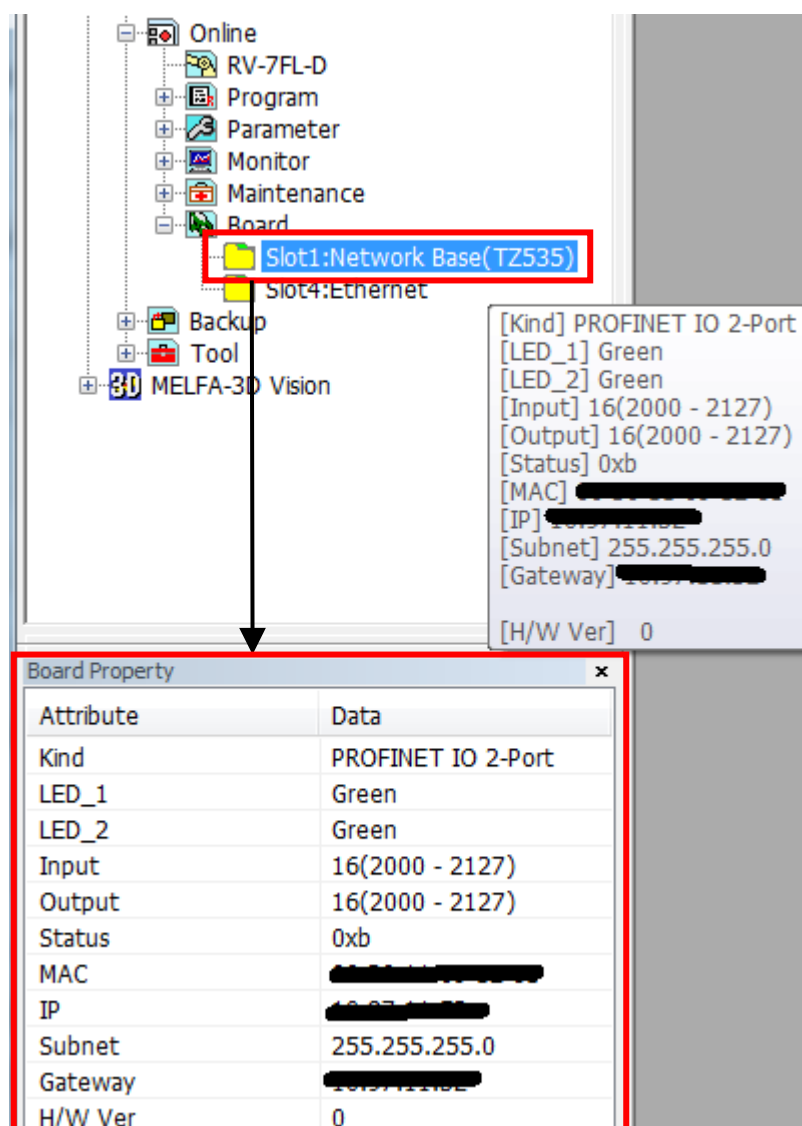 Online
RV-7FL-D
Program
Parameter
Monitor
Maintenance
Board
Slot1:Network Base(TZ535)
Slot4:Ethernet
Backup
Tool
MELFA-3D Vision
[Kind] PROFINET IO 2-Port
[LED_1] Green
[LED_2] Green
[Input] 16(2000 - 2127)
[Output] 16(2000 - 2127)
[Status] 0xb
[MAC]
[IP]
[Subnet] 255.255.255.0
[Gateway]
[H/W Ver] 0
Board Property x
Attribute Data
Kind PROFINET IO 2-Port
LED_1 Green
LED_2 Green
Input 16(2000 - 2127)
Output 16(2000 - 2127)
Status 0xb
MAC
IP
Subnet 255.255.255.0
Gateway
H/W Ver 0